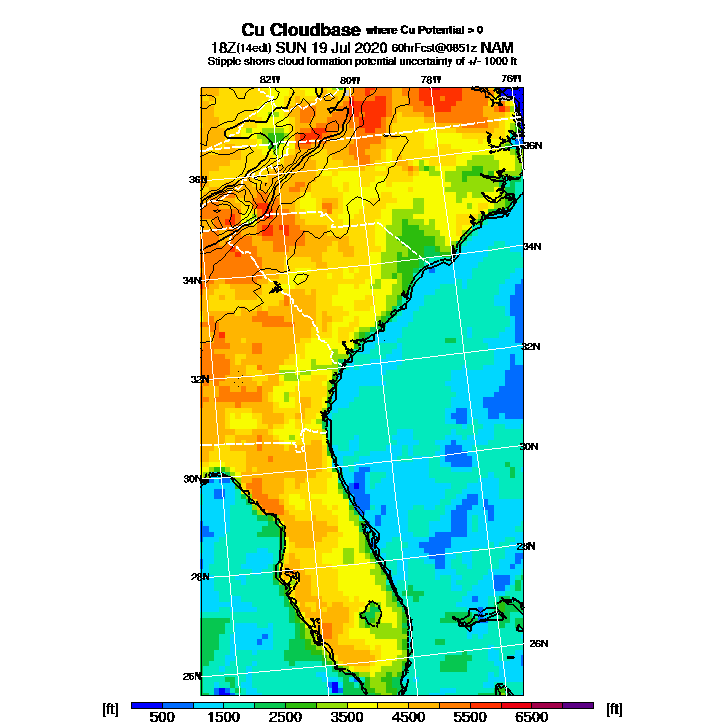 Cu Cloudbase where Cu Potential > 0
18Z(14edt) SUN 19 Jul 2020 60hrFcst@0851z NAM
Stipple shows cloud formation potential uncertainty of +/- 1000 ft
82W 80W 78W 76W
36N
36N
34N
34N
32N
32N
30N
30N
28N
28N
26N
26N
[ft] 500 1500 2500 3500 4500 5500 6500 [ft]